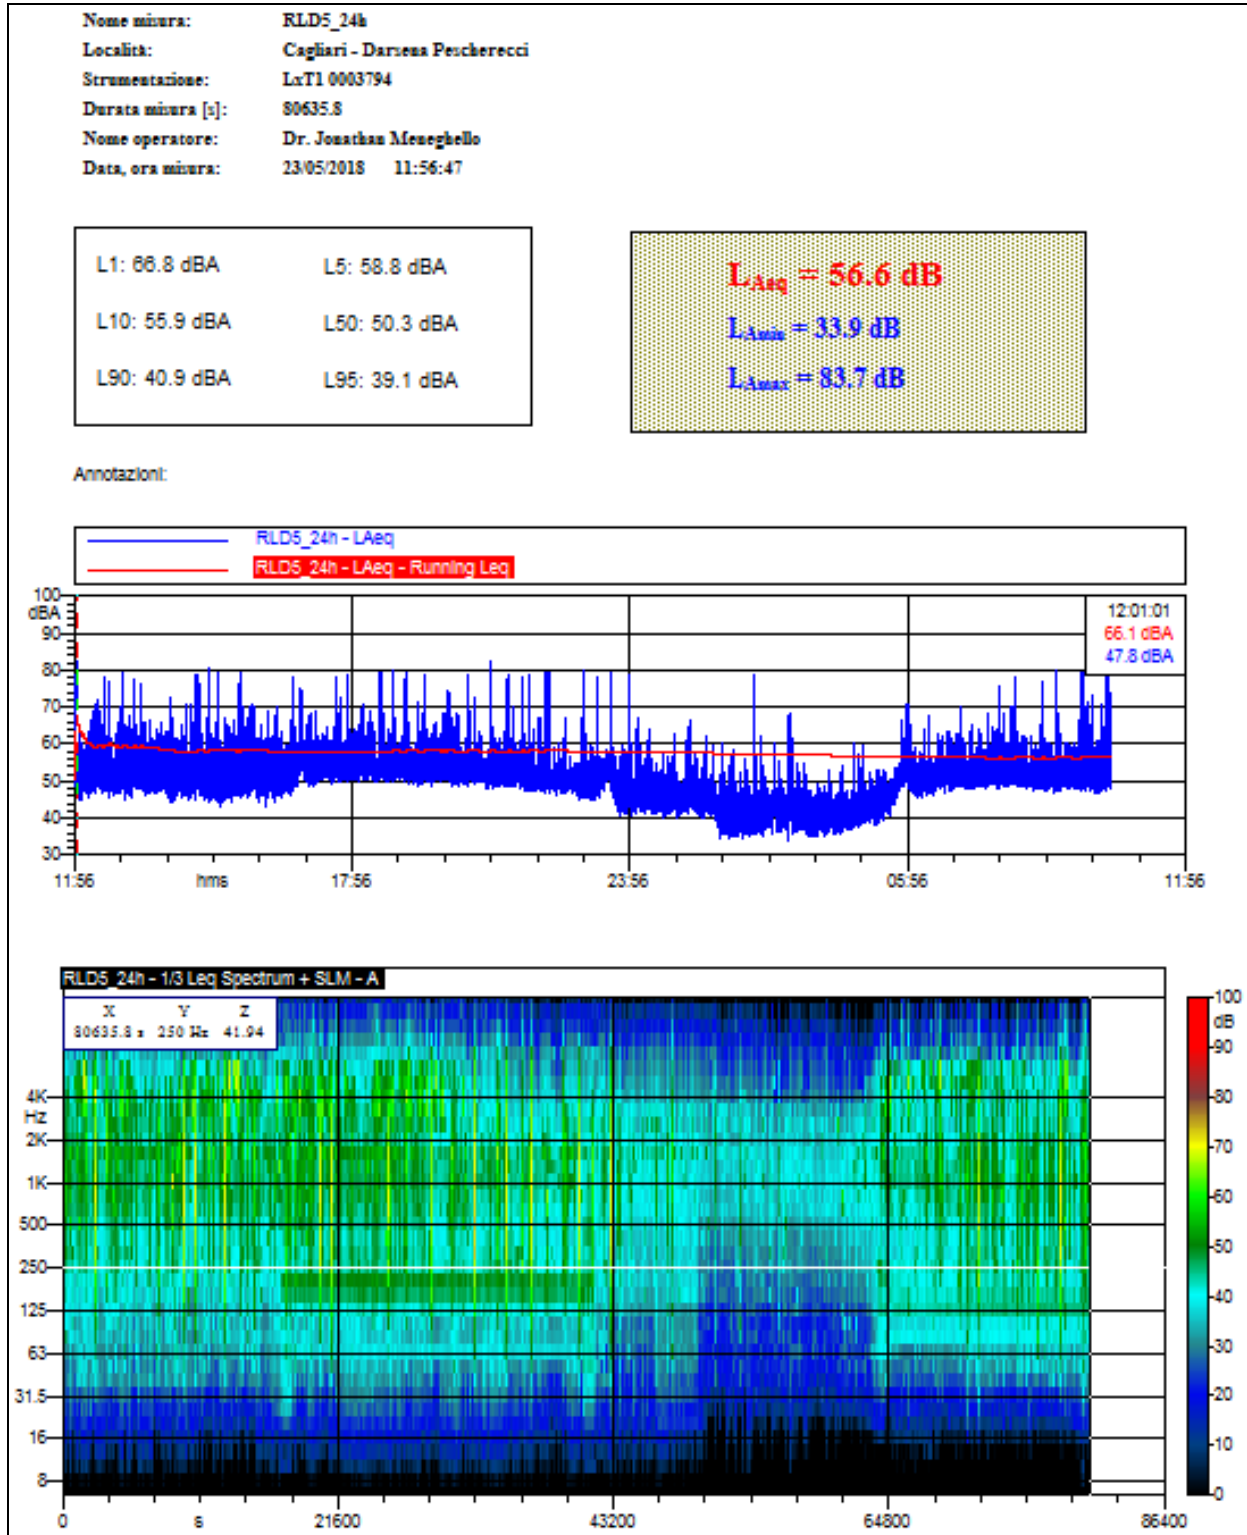 Nome misura: RLD5_24h
Località: Cagliari - Darsena Pescherecci
Strumentazione: LxT1 0003794
Durata misura [s]: 80635.8
Nome operatore: Dr. Jonathan Meneghello
Data, ora misura: 23/05/2018 11:56:47
L1: 66.8 dBA L5: 58.8 dBA
L10: 55.9 dBA L50: 50.3 dBA
L90: 40.9 dBA L95: 39.1 dBA
LAeq = 56.6 dB
LAmin = 33.9 dB
LAmax = 83.7 dB
Annotazioni:
RLD5_24h - LAeq
RLD5_24h - LAeq - Running Leq
100
dBA
90
80
70
60
50
40
30
12:01:01
66.1 dBA
47.8 dBA
11:56 hms 17:56 23:56 05:56 11:56
RLD5_24h - 1/3 Leq Spectrum + SLM - A
X Y Z
80635.8 s 250 Hz 41.94
4K
Hz
2K
1K
500
250
125
63
31.5
16
8
0 s 21600 43200 64800 86400
100
dB
90
80
70
60
50
40
30
20
10
0